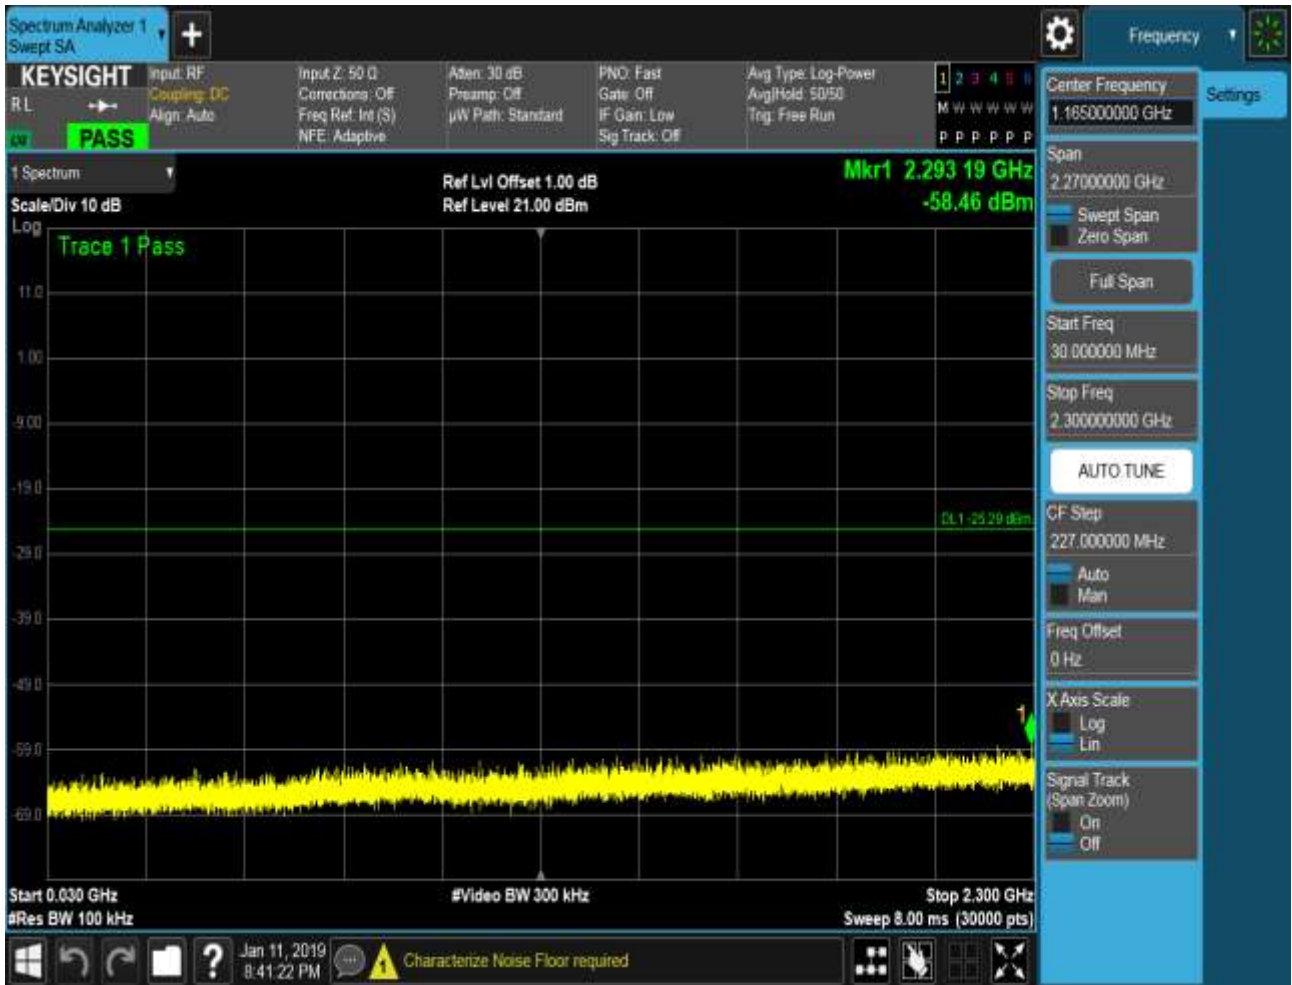 Spectrum Analyzer 1
Swept SA
Frequency
KEYSIGHT
R L
PASS
Input: RF
Coupling: DC
Align: Auto
Input Z: 50 Ω
Corrections: Off
Freq Ref: Int (S)
NFE: Adaptive
Atten: 30 dB
Preamp: Off
µW Path: Standard
PNO: Fast
Gate: Off
IF Gain: Low
Sig Track: Off
Avg Type: Log-Power
Avg|Hold: 50/50
Trig: Free Run
1 2 3 4 5 6
M W W W W W
P P P P P P
1 Spectrum
Scale/Div 10 dB
Log
Ref Lvl Offset 1.00 dB
Ref Level 21.00 dBm
Mkr1 2.293 19 GHz
-58.46 dBm
Trace 1 Pass
11.0
1.00
-9.00
-19.0
DL1 -25.29 dBm
-29.0
-39.0
-49.0
1
-59.0
-69.0
Start 0.030 GHz
#Res BW 100 kHz
#Video BW 300 kHz
Stop 2.300 GHz
Sweep 8.00 ms (30000 pts)
Center Frequency
1.165000000 GHz
Settings
Span
2.27000000 GHz
Swept Span
Zero Span
Full Span
Start Freq
30.000000 MHz
Stop Freq
2.300000000 GHz
AUTO TUNE
CF Step
227.000000 MHz
Auto
Man
Freq Offset
0 Hz
X Axis Scale
Log
Lin
Signal Track
(Span Zoom)
On
Off
?
Jan 11, 2019
8:41:22 PM
1
Characterize Noise Floor required